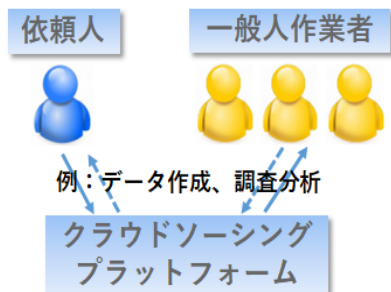 依頼人
一般人作業者
例：データ作成、調査分析
クラウドソーシング
プラットフォーム